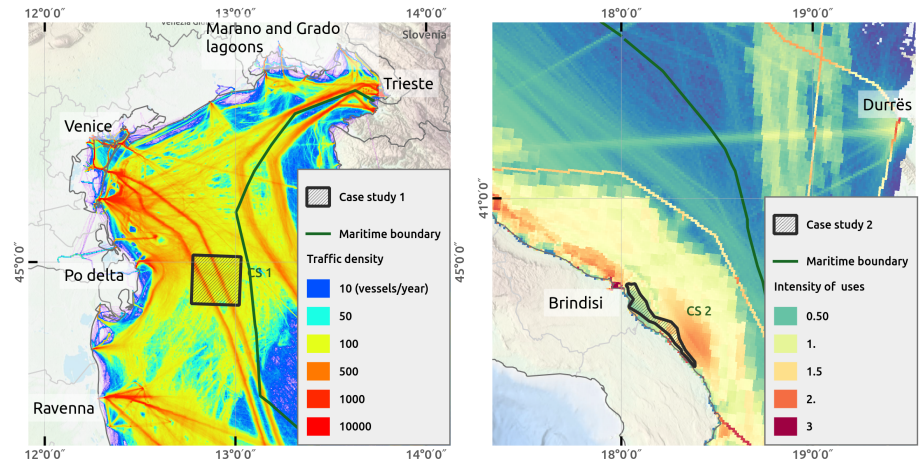 12°0′0″
13°0′0″
14°0′0″
Marano and Grado
lagoons
Slovenia
Trieste
Venice
45°0′0″
Po delta
CS 1
Ravenna
Case study 1
Maritime boundary
Traffic density
10 (vessels/year)
50
100
500
1000
10000
12°0′0″
13°0′0″
14°0′0″
45°0′0″
18°0′0″
19°0′0″
Durrës
41°0′0″
Brindisi
CS 2
Case study 2
Maritime boundary
Intensity of uses
0.50
1.
1.5
2.
3
18°0′0″
19°0′0″